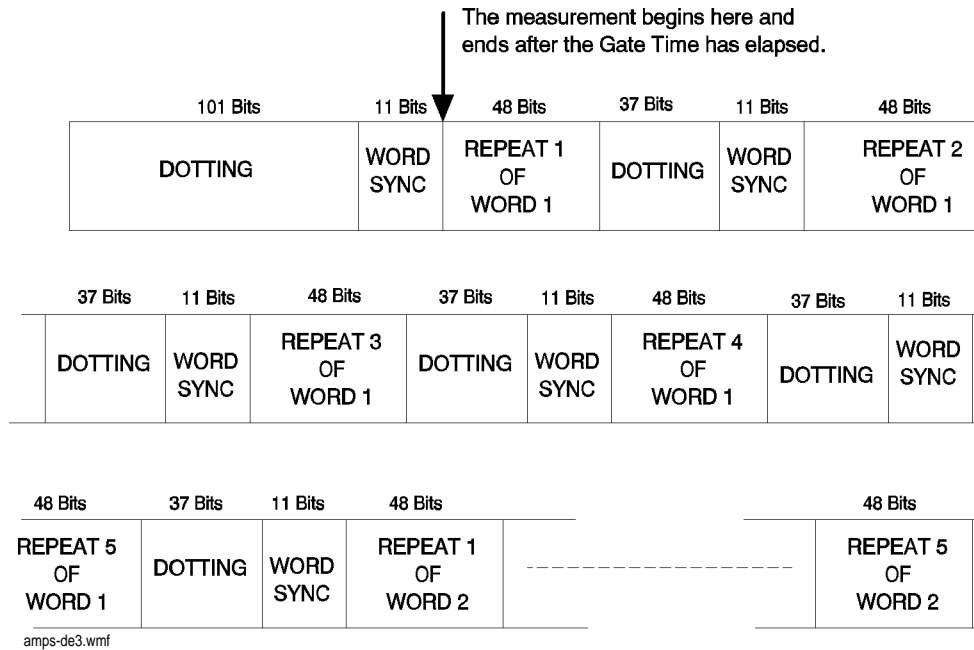 The measurement begins here and
ends after the Gate Time has elapsed.
101 Bits
11 Bits
48 Bits
37 Bits
11 Bits
48 Bits
DOTTING
WORD
SYNC
REPEAT 1
OF
WORD 1
DOTTING
WORD
SYNC
REPEAT 2
OF
WORD 1
37 Bits
11 Bits
48 Bits
37 Bits
11 Bits
48 Bits
37 Bits
11 Bits
DOTTING
WORD
SYNC
REPEAT 3
OF
WORD 1
DOTTING
WORD
SYNC
REPEAT 4
OF
WORD 1
DOTTING
WORD
SYNC
48 Bits
37 Bits
11 Bits
48 Bits
48 Bits
REPEAT 5
OF
WORD 1
DOTTING
WORD
SYNC
REPEAT 1
OF
WORD 2
REPEAT 5
OF
WORD 2
amps-de3.wmf